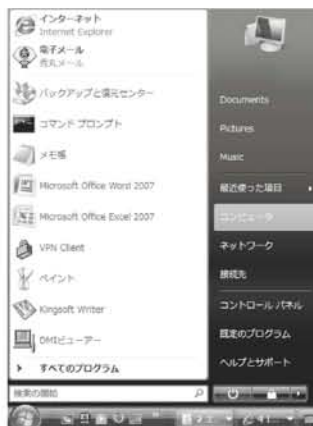 インターネット
Internet Explorer
電子メール
秀丸メール
バックアップと復元センター
コマンド プロンプト
メモ帳
Microsoft Office Word 2007
Microsoft Office Excel 2007
VPN Client
ペイント
Kingsoft Writer
DMIビューアー
すべてのプログラム
検索の開始
Documents
Pictures
Music
最近使った項目
コンピュータ
ネットワーク
接続先
コントロール パネル
既定のプログラム
ヘルプとサポート